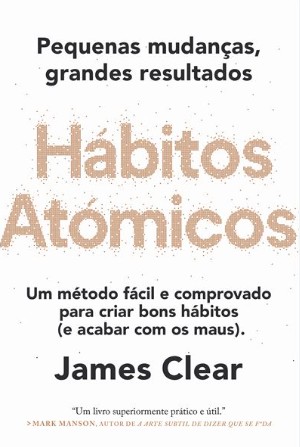 Pequenas mudanças,
grandes resultados
Hábitos
Atómicos
Um método fácil e comprovado
para criar bons hábitos
(e acabar com os maus).
James Clear
“Um livro superiormente prático e útil.”
> MARK MANSON, AUTOR DE A ARTE SUBTIL DE DIZER QUE SE F*DA